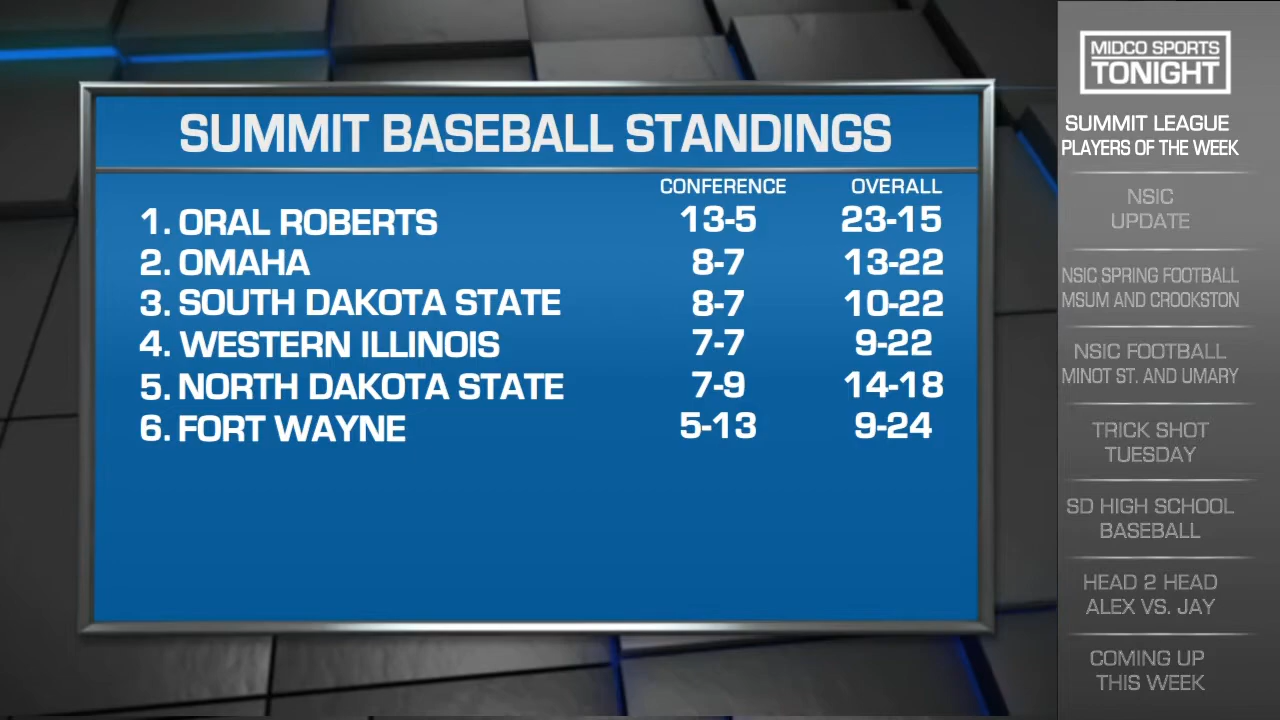 SUMMIT BASEBALL STANDINGS
CONFERENCE OVERALL
1. ORAL ROBERTS 13-5 23-15
2. OMAHA 8-7 13-22
3. SOUTH DAKOTA STATE 8-7 10-22
4. WESTERN ILLINOIS 7-7 9-22
5. NORTH DAKOTA STATE 7-9 14-18
6. FORT WAYNE 5-13 9-24
MIDCO SPORTS
TONIGHT
SUMMIT LEAGUE
PLAYERS OF THE WEEK
NSIC
UPDATE
NSIC SPRING FOOTBALL
MSUM AND CROOKSTON
NSIC FOOTBALL
MINOT ST. AND UMARY
TRICK SHOT
TUESDAY
SD HIGH SCHOOL
BASEBALL
HEAD 2 HEAD
ALEX VS. JAY
COMING UP
THIS WEEK